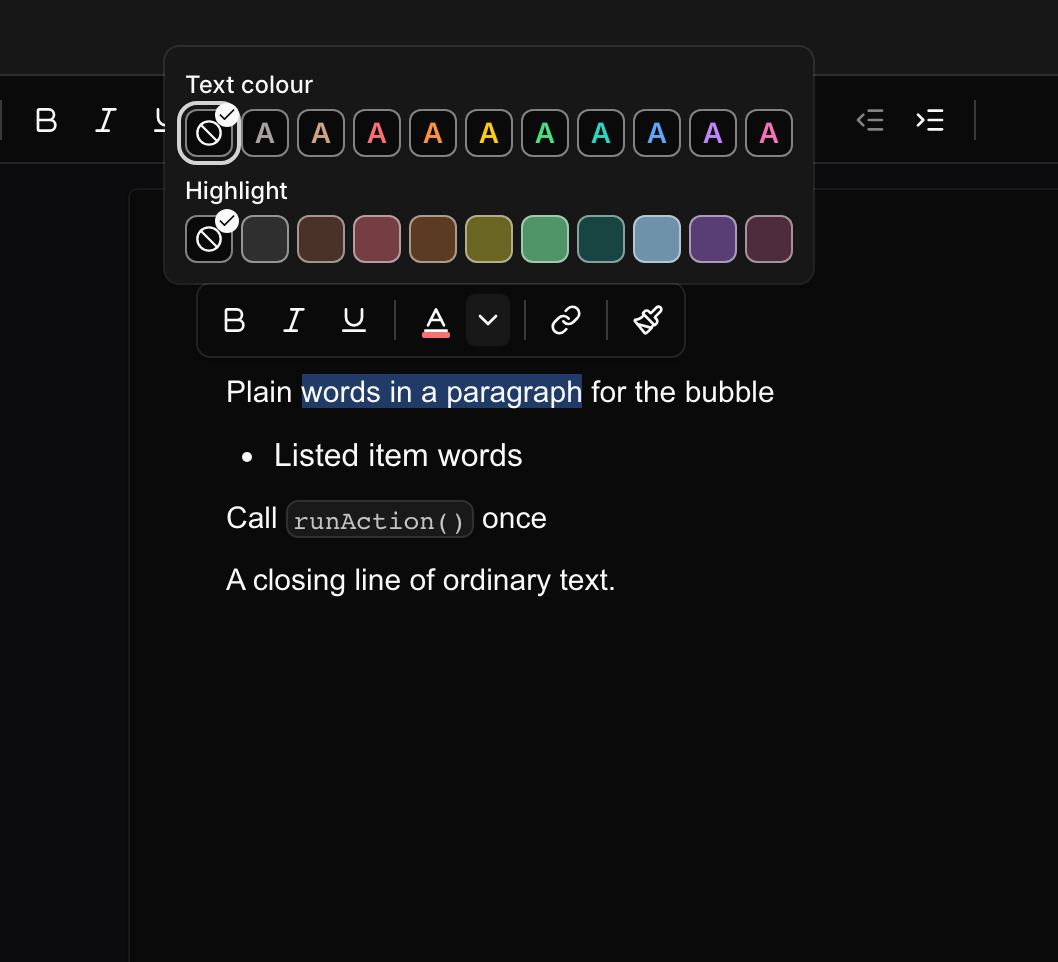 Text colour
B I U
A A A A A A A A A A
Highlight
B I U A
Plain words in a paragraph for the bubble
• Listed item words
Call runAction() once
A closing line of ordinary text.